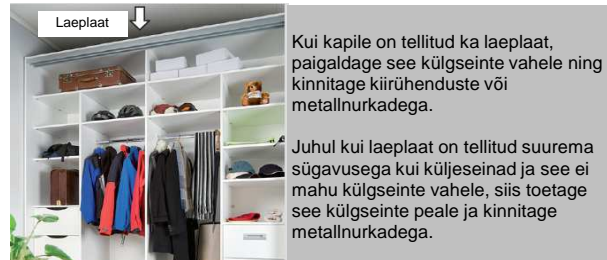 Laeplaat
Kui kapile on tellitud ka laeplaat,
paigaldage see külgseinte vahele ning
kinnitage kiirühenduste või
metallnurkadega.
Juhul kui laeplaat on tellitud suurema
sügavusega kui küljeseinad ja see ei
mahu külgseinte vahele, siis toetage
see külgseinte peale ja kinnitage
metallnurkadega.